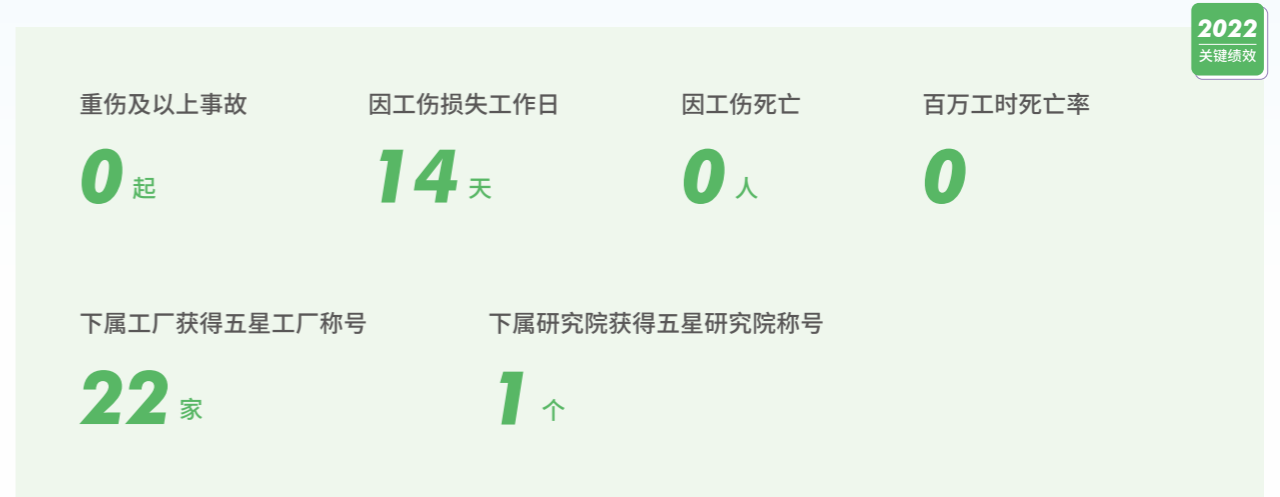 2022
关键绩效
重伤及以上事故
因工伤损失工作日
因工伤死亡
百万工时死亡率
0 起
14 天
0 人
0
下属工厂获得五星工厂称号
下属研究院获得五星研究院称号
22 家
1 个